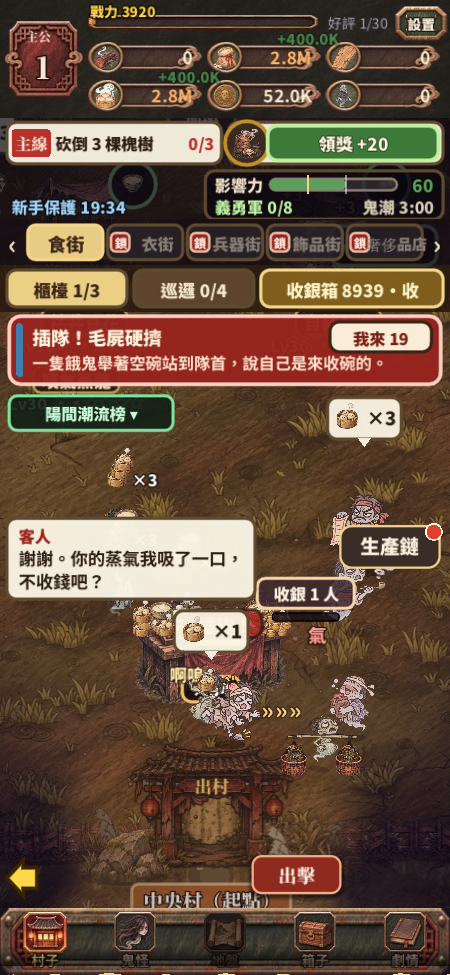 戰力.3920
主公
1
好評 1/30
設置
+400.0K
0
2.8M
0
+400.0K
2.8M
52.0K
0
主線 砍倒 3 棵槐樹 0/3
領獎 +20
影響力 60
新手保護 19:34
義勇軍 0/8
鬼潮 3:00
‹ 食街
鎖 衣街
鎖 兵器街
鎖 飾品街
鎖 奢侈品店 ›
櫃檯 1/3
巡邏 0/4
收銀箱 8939・收
插隊！毛屍硬擠
我來 19
一隻餓鬼舉著空碗站到隊首，說自己是來收碗的。
陽間潮流榜 ▾
×3
×3
客人
謝謝。你的蒸氣我吸了一口，
不收錢吧？
生產鏈
收銀 1 人
×1
氣
»»
出村
出擊
中央村（起點）
村子
鬼怪
地盤
箱子
劇情